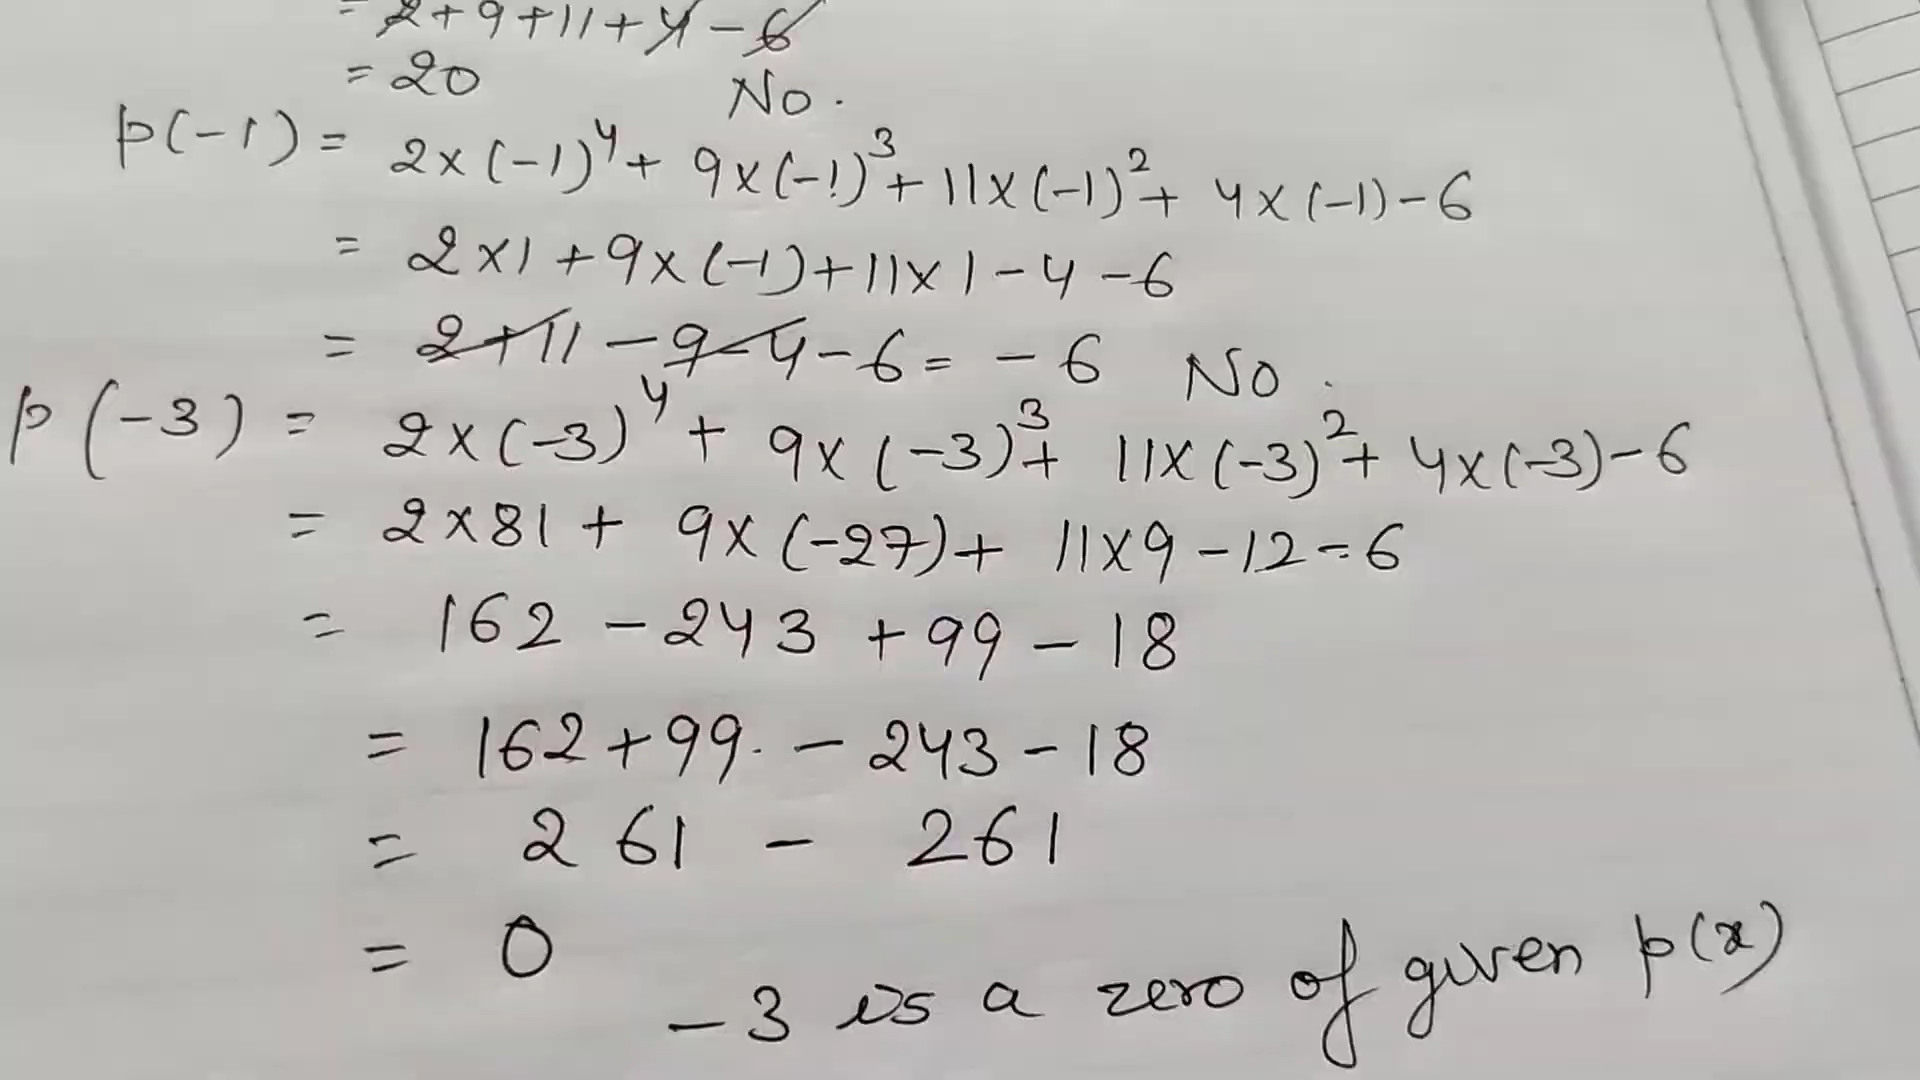 = 2+9+11+4-6
= 20 No.
p(-1) = 2×(-1)⁴+ 9×(-1)³+11×(-1)²+ 4×(-1)-6
= 2×1+9×(-1)+11×1-4-6
= 2+11-9-4-6= -6 No.
p(-3) = 2×(-3)⁴+ 9×(-3)³+ 11×(-3)²+ 4×(-3)-6
= 2×81+ 9×(-27)+ 11×9-12-6
= 162 -243 +99-18
= 162+99. -243-18
= 261 - 261
= 0
-3 is a zero of given p(x)